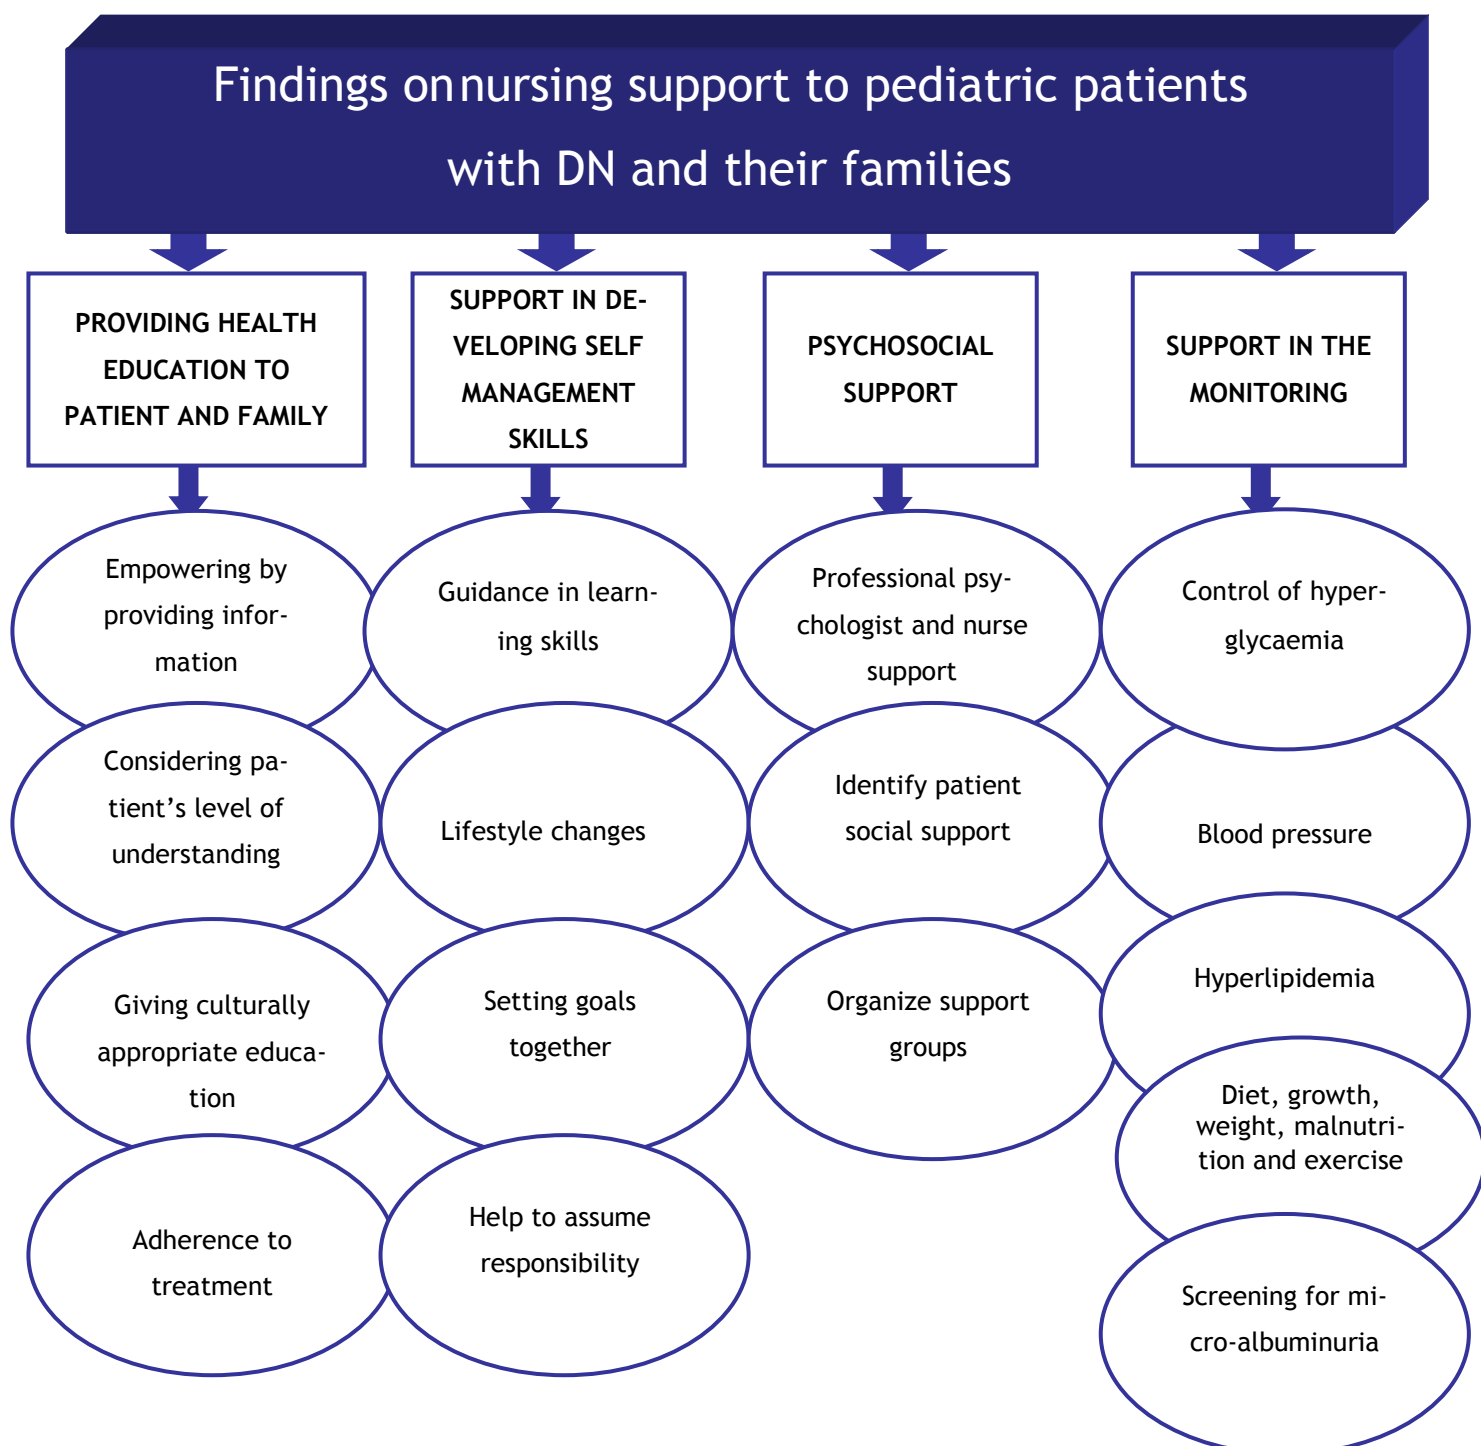 Findings onnursing support to pediatric patients
with DN and their families
PROVIDING HEALTH
EDUCATION TO
PATIENT AND FAMILY
SUPPORT IN DE-
VELOPING SELF
MANAGEMENT
SKILLS
PSYCHOSOCIAL
SUPPORT
SUPPORT IN THE
MONITORING
Empowering by
providing infor-
mation
Considering pa-
tient’s level of
understanding
Giving culturally
appropriate educa-
tion
Adherence to
treatment
Guidance in learn-
ing skills
Lifestyle changes
Setting goals
together
Help to assume
responsibility
Professional psy-
chologist and nurse
support
Identify patient
social support
Organize support
groups
Control of hyper-
glycaemia
Blood pressure
Hyperlipidemia
Diet, growth,
weight, malnutri-
tion and exercise
Screening for mi-
cro-albuminuria